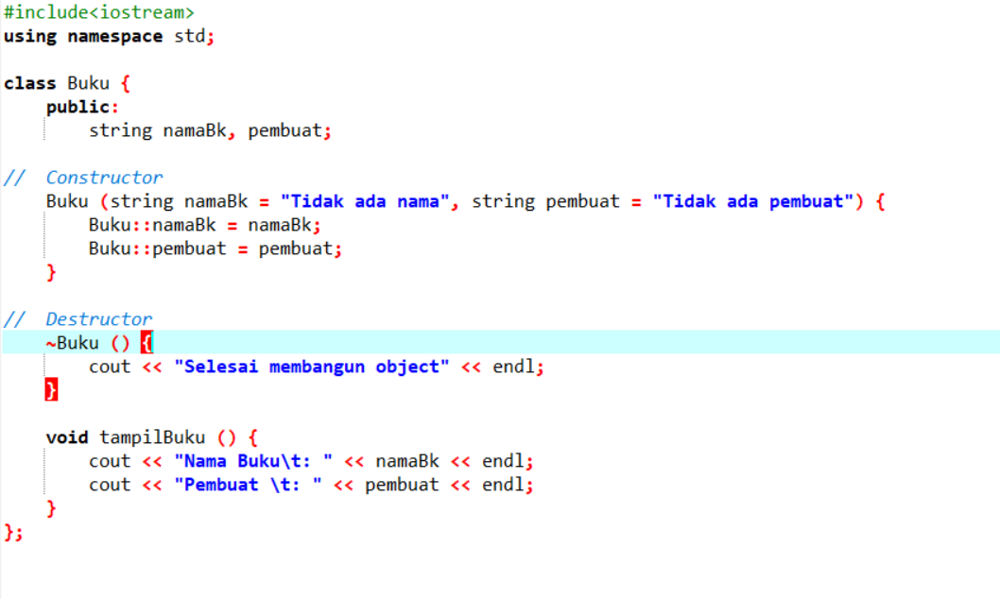 #include<iostream>
using namespace std;
class Buku {
public:
string namaBk, pembuat;
// Constructor
Buku (string namaBk = "Tidak ada nama", string pembuat = "Tidak ada pembuat") {
Buku::namaBk = namaBk;
Buku::pembuat = pembuat;
}
// Destructor
~Buku () {
cout << "Selesai membangun object" << endl;
}
void tampilBuku () {
cout << "Nama Buku\t: " << namaBk << endl;
cout << "Pembuat \t: " << pembuat << endl;
}
};